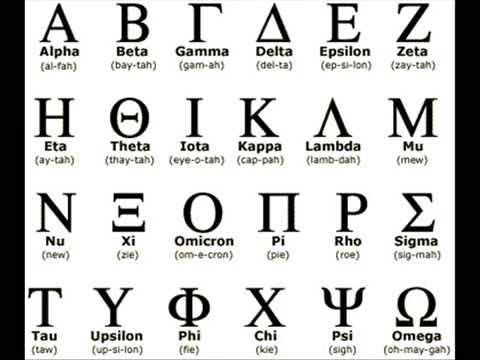 Α Β Γ Δ Ε Ζ
Alpha Beta Gamma Delta Epsilon Zeta
(al-fah) (bay-tah) (gam-ah) (del-ta) (ep-si-lon) (zay-tah)
Η Θ Ι Κ Λ Μ
Eta Theta Iota Kappa Lambda Mu
(ay-tah) (thay-tah) (eye-o-tah) (cap-pah) (lamb-dah) (mew)
Ν Ξ Ο Π Ρ Σ
Nu Xi Omicron Pi Rho Sigma
(new) (zie) (om-e-cron) (pie) (roe) (sig-mah)
Τ Υ Φ Χ Ψ Ω
Tau Upsilon Phi Chi Psi Omega
(taw) (up-si-lon) (fie) (kie) (sigh) (oh-may-gah)